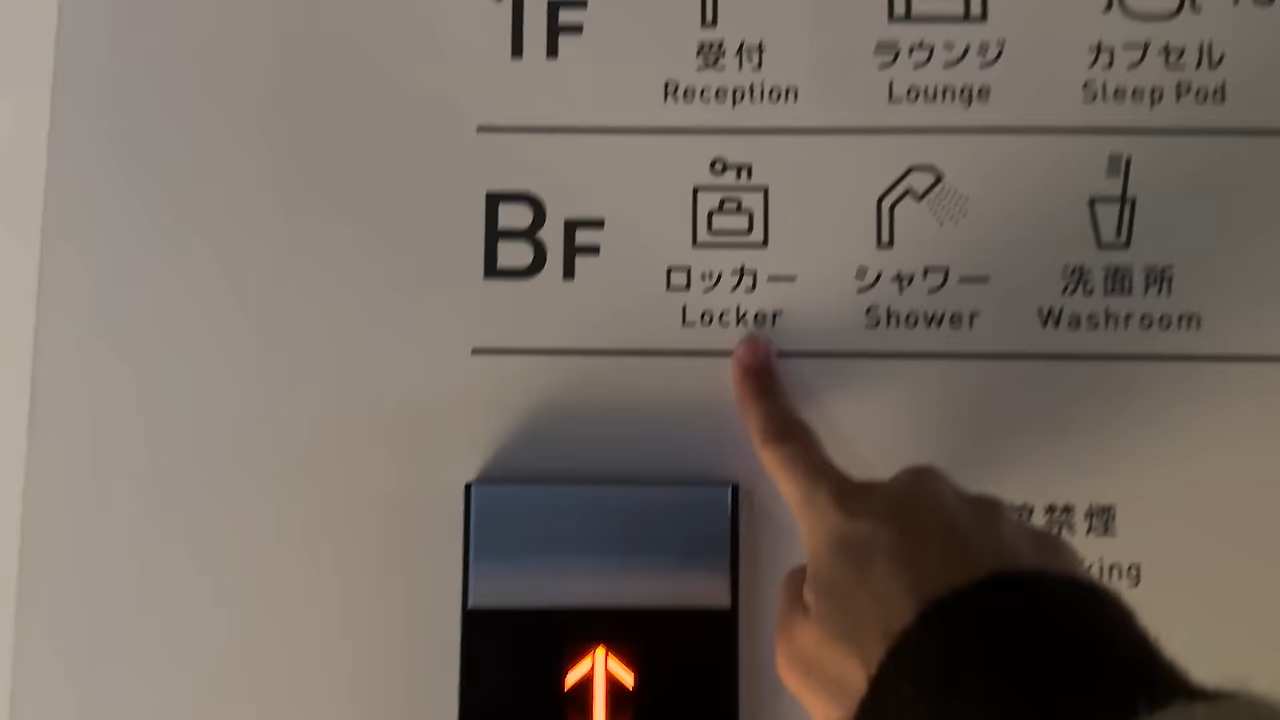 1F
受付 ラウンジ カプセル
Reception Lounge Sleep Pod
BF
ロッカー シャワー 洗面所
Locker Shower Washroom
禁煙